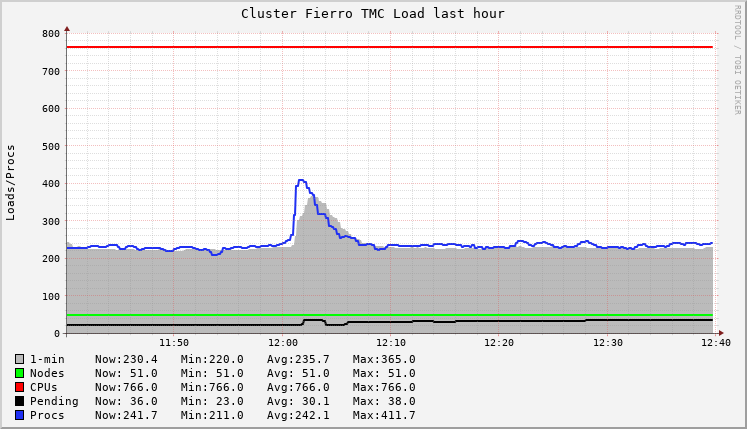 Cluster Fierro TMC Load last hour
RRDTOOL / TOBI OETIKER
Loads/Procs
800
700
600
500
400
300
200
100
0
11:50 12:00 12:10 12:20 12:30 12:40
1-min Now:230.4 Min:220.0 Avg:235.7 Max:365.0
Nodes Now: 51.0 Min: 51.0 Avg: 51.0 Max: 51.0
CPUs Now:766.0 Min:766.0 Avg:766.0 Max:766.0
Pending Now: 36.0 Min: 23.0 Avg: 30.1 Max: 38.0
Procs Now:241.7 Min:211.0 Avg:242.1 Max:411.7